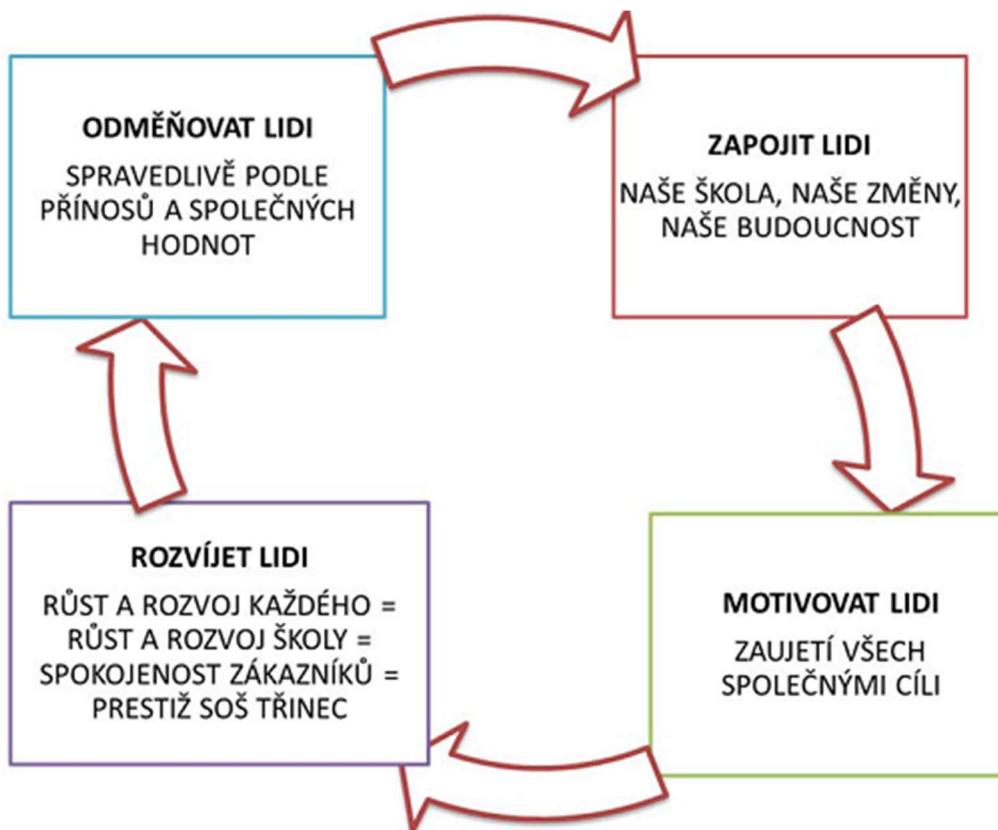 ODMĚŇOVAT LIDI
SPRAVEDLIVĚ PODLE
PŘÍNOSŮ A SPOLEČNÝCH
HODNOT
ZAPOJIT LIDI
NAŠE ŠKOLA, NAŠE ZMĚNY,
NAŠE BUDOUCNOST
MOTIVOVAT LIDI
ZAUJETÍ VŠECH
SPOLEČNÝMI CÍLI
ROZVÍJET LIDI
RŮST A ROZVOJ KAŽDÉHO =
RŮST A ROZVOJ ŠKOLY =
SPOKOJENOST ZÁKAZNÍKŮ =
PRESTIŽ SOŠ TŘINEC